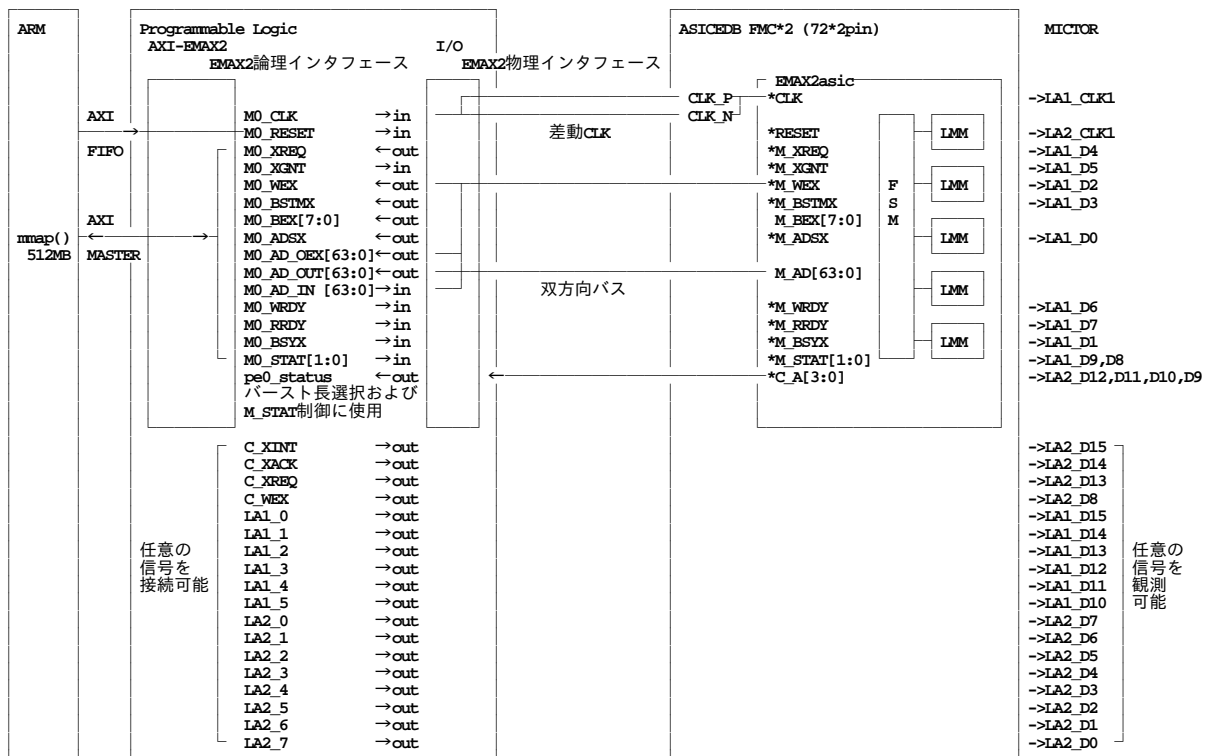 ARM Programmable Logic ASICEDB FMC*2 (72*2pin) MICTOR
AXI-EMAX2 I/O
EMAX2論理インタフェース EMAX2物理インタフェース
EMAX2asic
CLK_P *CLK ->LA1_CLK1
AXI M0_CLK →in CLK_N
→ M0_RESET →in 差動CLK *RESET LMM ->LA2_CLK1
FIFO M0_XREQ ←out *M_XREQ ->LA1_D4
M0_XGNT →in *M_XGNT ->LA1_D5
M0_WEX ←out *M_WEX F LMM ->LA1_D2
M0_BSTMX ←out *M_BSTMX S ->LA1_D3
AXI M0_BEX[7:0] ←out M_BEX[7:0] M
mmap() ← → M0_ADSX ←out *M_ADSX LMM ->LA1_D0
512MB MASTER M0_AD_OEX[63:0]←out
M0_AD_OUT[63:0]←out M_AD[63:0]
M0_AD_IN [63:0]→in 双方向バス LMM
M0_WRDY →in *M_WRDY ->LA1_D6
M0_RRDY →in *M_RRDY ->LA1_D7
M0_BSYX →in *M_BSYX LMM ->LA1_D1
M0_STAT[1:0] →in *M_STAT[1:0] ->LA1_D9,D8
pe0_status ←out ← *C_A[3:0] ->LA2_D12,D11,D10,D9
バースト長選択および
M_STAT制御に使用
C_XINT →out ->LA2_D15
C_XACK →out ->LA2_D14
C_XREQ →out ->LA2_D13
C_WEX →out ->LA2_D8
LA1_0 →out ->LA1_D15
LA1_1 →out ->LA1_D14
任意の LA1_2 →out ->LA1_D13 任意の
信号を LA1_3 →out ->LA1_D12 信号を
接続可能 LA1_4 →out ->LA1_D11 観測
LA1_5 →out ->LA1_D10 可能
LA2_0 →out ->LA2_D7
LA2_1 →out ->LA2_D6
LA2_2 →out ->LA2_D5
LA2_3 →out ->LA2_D4
LA2_4 →out ->LA2_D3
LA2_5 →out ->LA2_D2
LA2_6 →out ->LA2_D1
LA2_7 →out ->LA2_D0